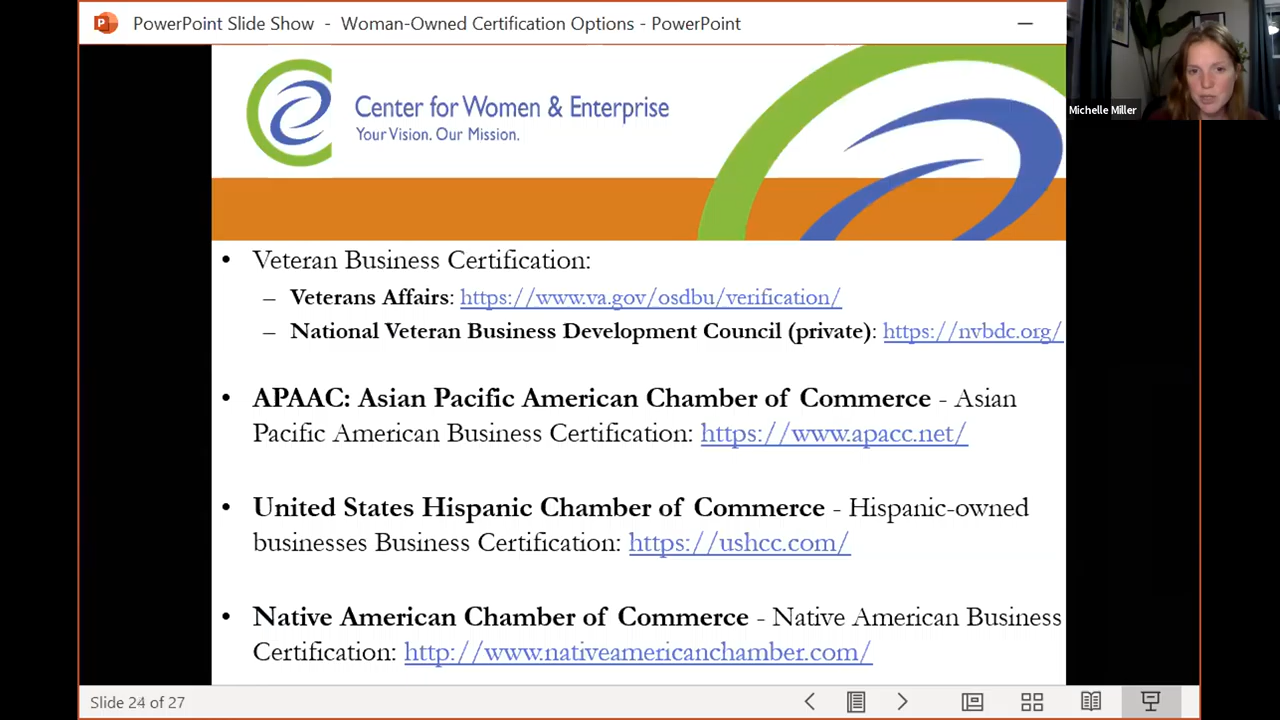 PowerPoint Slide Show - Woman-Owned Certification Options - PowerPoint
Michelle Miller
Center for Women & Enterprise
Your Vision. Our Mission.
• Veteran Business Certification:
– Veterans Affairs: https://www.va.gov/osdbu/verification/
– National Veteran Business Development Council (private): https://nvbdc.org/
• APAAC: Asian Pacific American Chamber of Commerce - Asian
Pacific American Business Certification: https://www.apacc.net/
• United States Hispanic Chamber of Commerce - Hispanic-owned
businesses Business Certification: https://ushcc.com/
• Native American Chamber of Commerce - Native American Business
Certification: http://www.nativeamericanchamber.com/
Slide 24 of 27